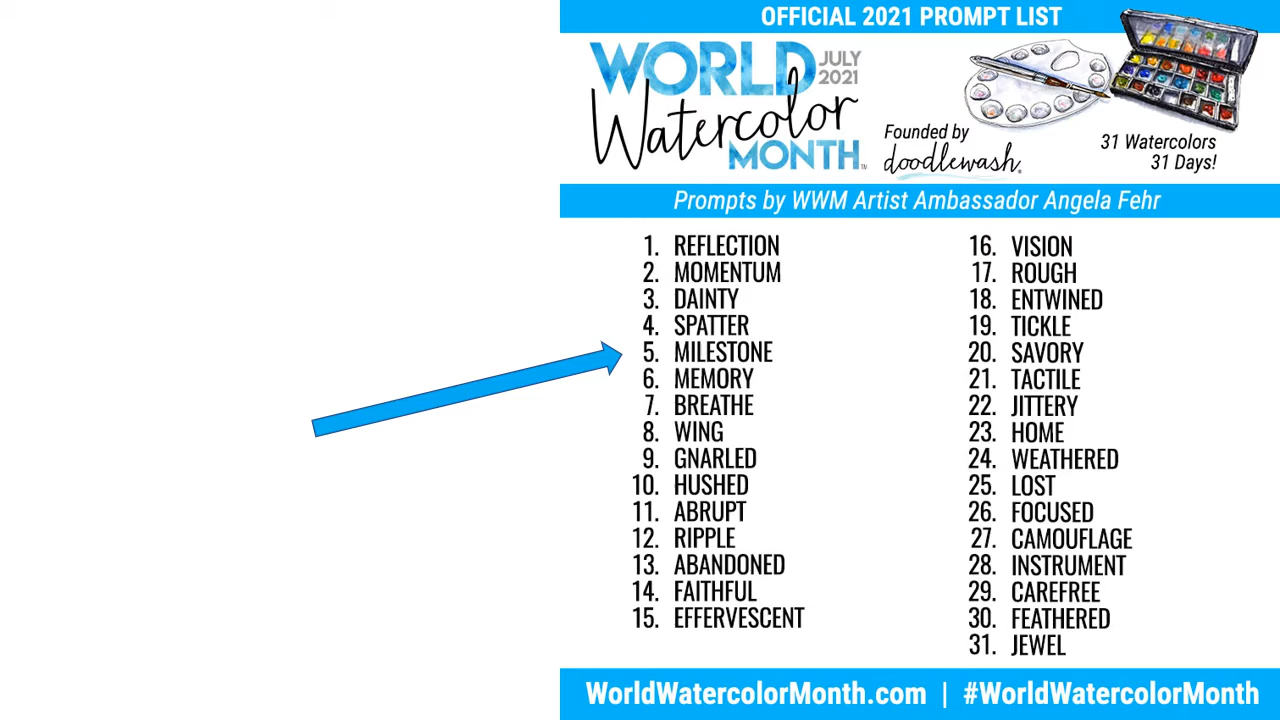 OFFICIAL 2021 PROMPT LIST
WORLD JULY 2021
Watercolor
MONTH™
Founded by
doodlewash®
31 Watercolors
31 Days!
Prompts by WWM Artist Ambassador Angela Fehr
1. REFLECTION
2. MOMENTUM
3. DAINTY
4. SPATTER
5. MILESTONE
6. MEMORY
7. BREATHE
8. WING
9. GNARLED
10. HUSHED
11. ABRUPT
12. RIPPLE
13. ABANDONED
14. FAITHFUL
15. EFFERVESCENT
16. VISION
17. ROUGH
18. ENTWINED
19. TICKLE
20. SAVORY
21. TACTILE
22. JITTERY
23. HOME
24. WEATHERED
25. LOST
26. FOCUSED
27. CAMOUFLAGE
28. INSTRUMENT
29. CAREFREE
30. FEATHERED
31. JEWEL
WorldWatercolorMonth.com | #WorldWatercolorMonth